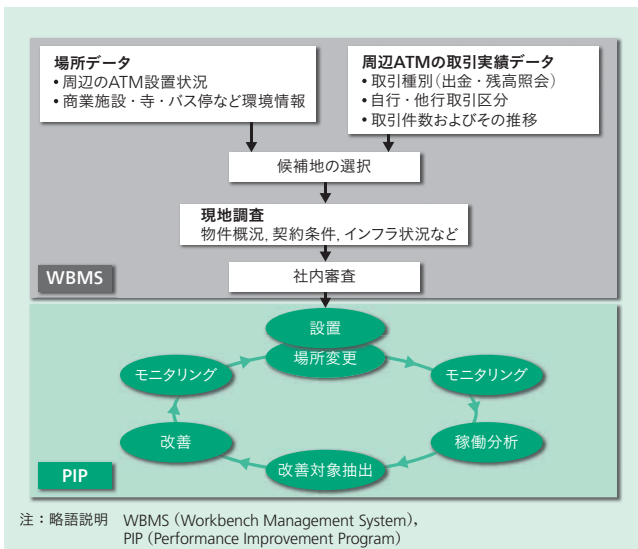 場所データ
• 周辺のATM設置状況
• 商業施設・寺・バス停など環境情報
周辺ATMの取引実績データ
• 取引種別（出金・残高照会）
• 自行・他行取引区分
• 取引件数およびその推移
候補地の選択
現地調査
物件概況, 契約条件, インフラ状況など
社内審査
WBMS
設置
場所変更
モニタリング
モニタリング
改善
稼働分析
改善対象抽出
PIP
注：略語説明 WBMS（Workbench Management System），
PIP（Performance Improvement Program）